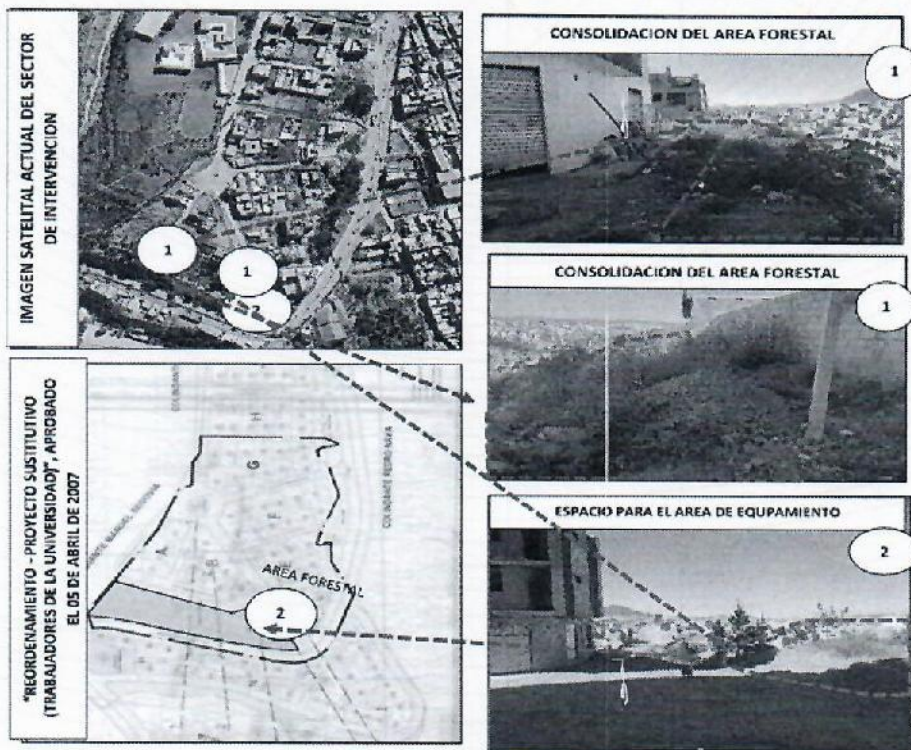 IMAGEN SATELITAL ACTUAL DEL SECTOR
DE INTERVENCION
1
1
2
CONSOLIDACION DEL AREA FORESTAL
1
CONSOLIDACION DEL AREA FORESTAL
1
"REORDENAMIENTO - PROYECTO SUSTITUTIVO
(TRABAJADORES DE LA UNIVERSIDAD)", APROBADO
EL 05 DE ABRIL DE 2007
H
G
F
A
B
AREA FORESTAL
2
ESPACIO PARA EL AREA DE EQUPAMIENTO
2